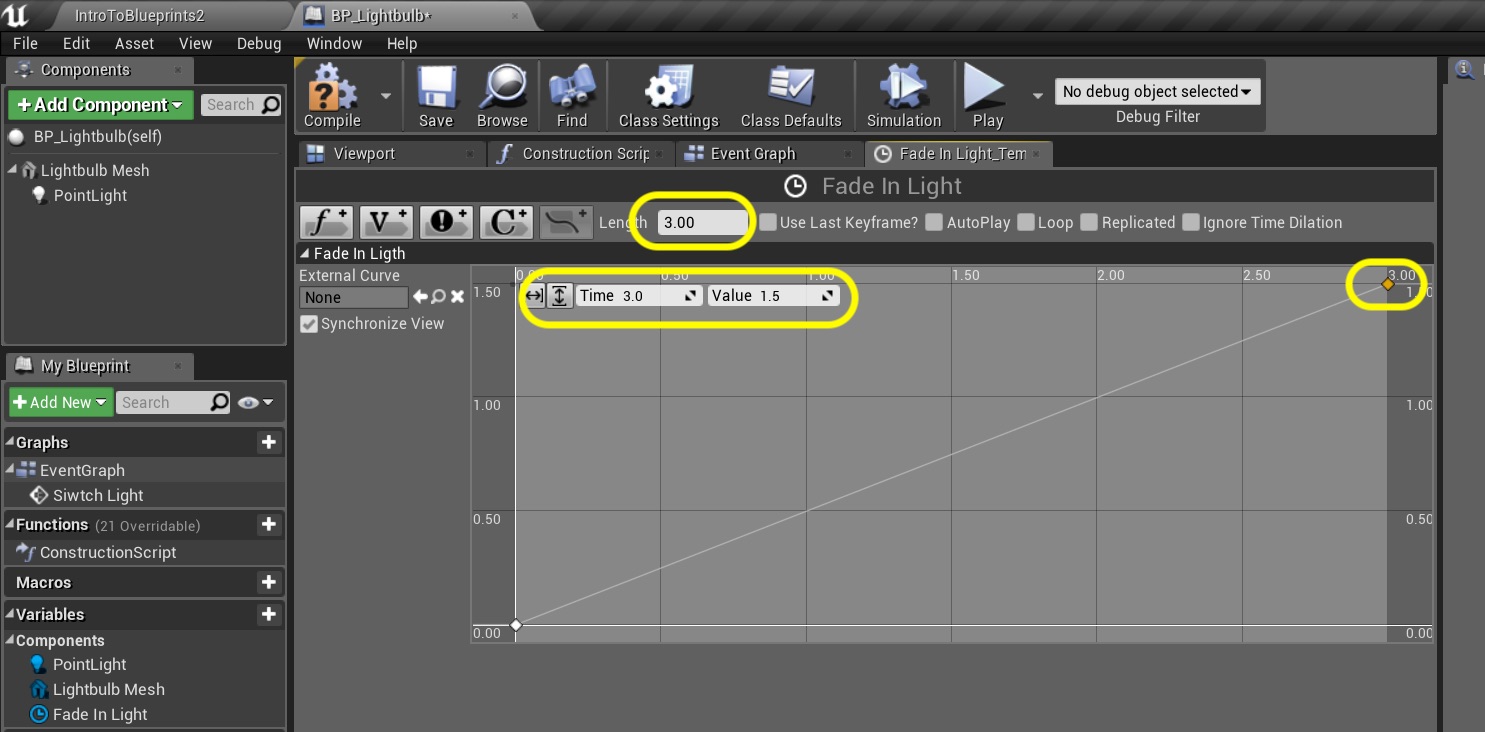 IntroToBlueprints2
BP_Lightbulb*
File Edit Asset View Debug Window Help
Components
Add Component
Search
BP_Lightbulb(self)
Lightbulb Mesh
PointLight
Compile
Save
Browse
Find
Class Settings
Class Defaults
Simulation
Play
No debug object selected
Debug Filter
Viewport
Construction Scrip
Event Graph
Fade In Light_Tem
Fade In Light
f V C
Length 3.00 Use Last Keyframe? AutoPlay Loop Replicated Ignore Time Dilation
Fade In Ligth
External Curve
None
Synchronize View
0.00 0.50 1.00 1.50 2.00 2.50 3.00
Time 3.0 Value 1.5
1.50 1.50
1.00 1.00
0.50 0.50
0.00 0.00
My Blueprint
Add New
Search
Graphs
EventGraph
Siwtch Light
Functions (21 Overridable)
ConstructionScript
Macros
Variables
Components
PointLight
Lightbulb Mesh
Fade In Light